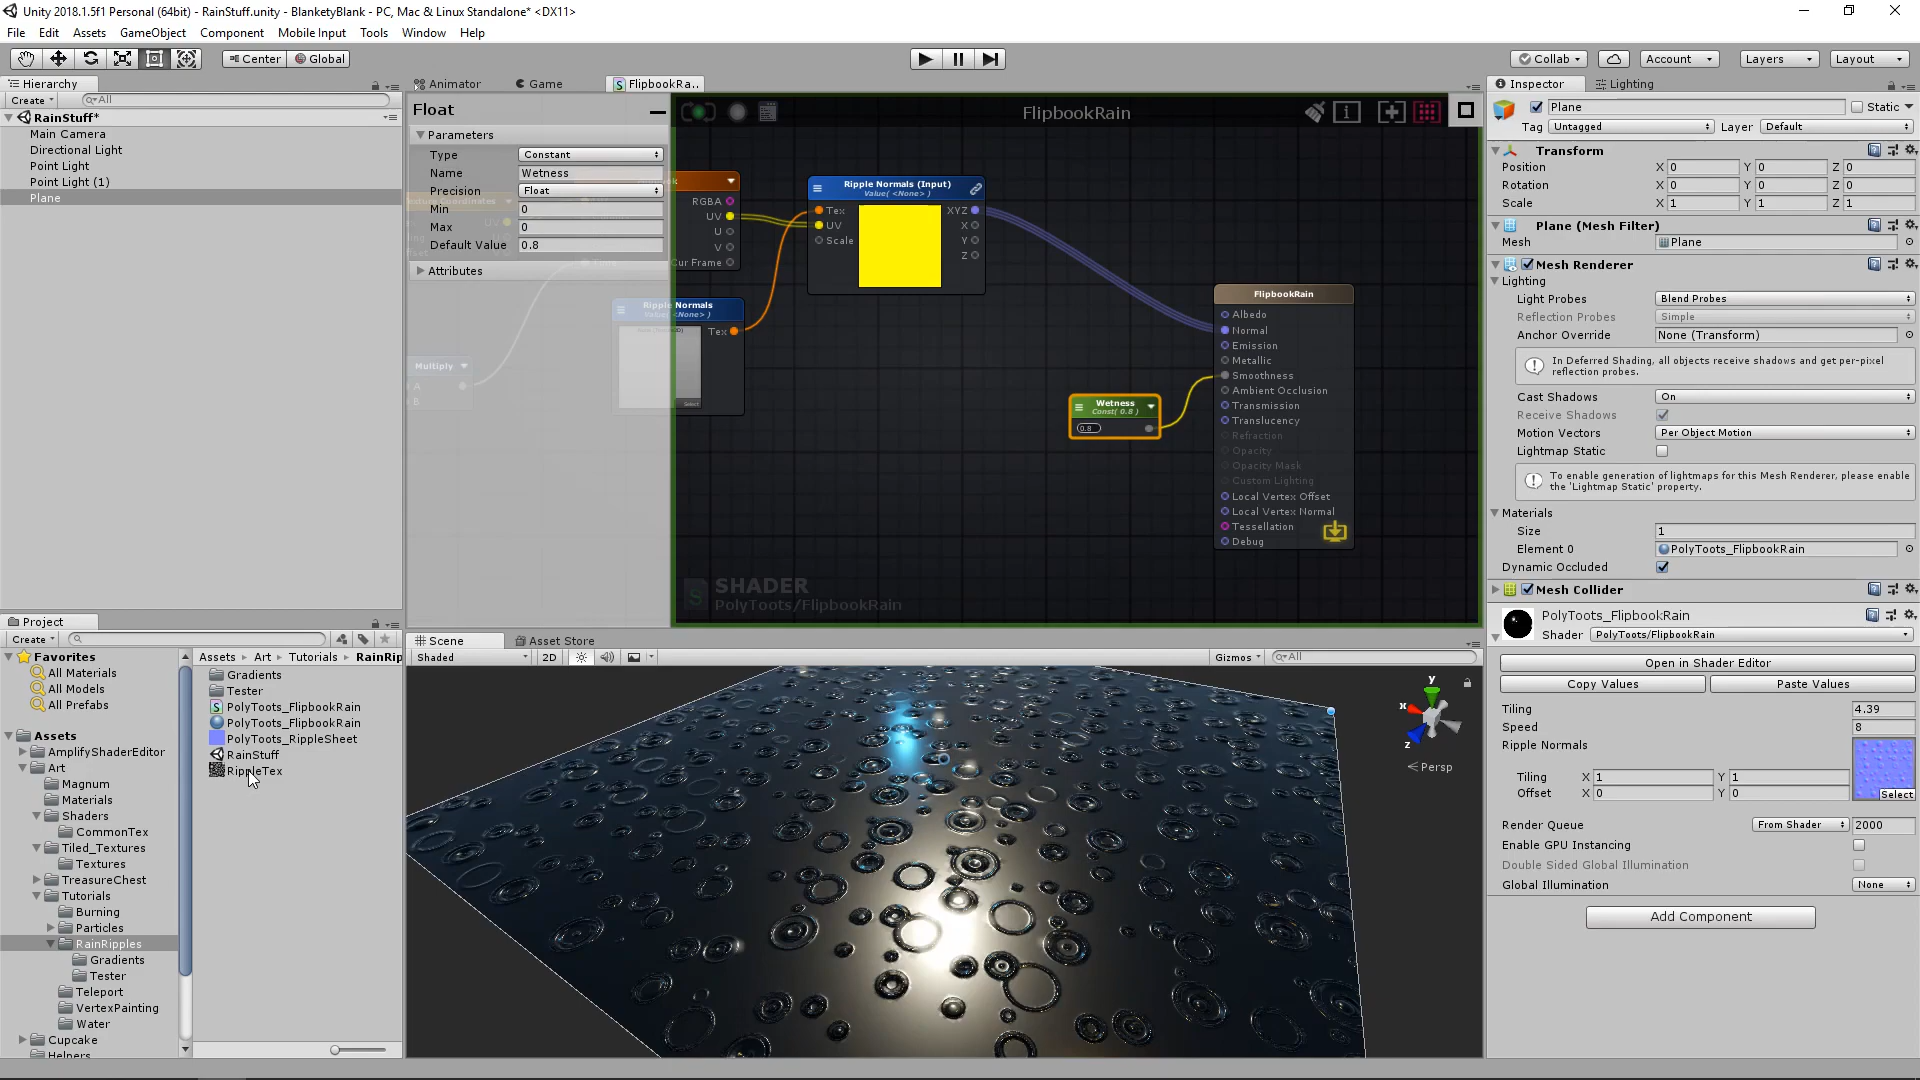 Unity 2018.1.5f1 Personal (64bit) - RainStuff.unity - BlanketyBlank - PC, Mac & Linux Standalone* <DX11>
File Edit Assets GameObject Component Mobile Input Tools Window Help
Center Global
Collab Account Layers Layout
Hierarchy
Create All
RainStuff*
Main Camera
Directional Light
Point Light
Point Light (1)
Plane
Animator Game FlipbookRa..
Float
Parameters
Type Constant
Name Wetness
Precision Float
Min 0
Max 0
Default Value 0.8
Attributes
Multiply
A
B
FlipbookRain
RGBA
UV
U
V
Cur Frame
Ripple Normals (Input)
Value( <None> )
Tex XYZ
UV X
Scale Y
Z
Ripple Normals
Value( <None> )
Tex
Select
Wetness
Const( 0.8 )
0.8
FlipbookRain
Albedo
Normal
Emission
Metallic
Smoothness
Ambient Occlusion
Transmission
Translucency
Refraction
Opacity
Opacity Mask
Custom Lighting
Local Vertex Offset
Local Vertex Normal
Tessellation
Debug
SHADER
PolyToots/FlipbookRain
Scene Asset Store
Shaded 2D Gizmos All
y
x
z
Persp
Project
Create
Favorites
All Materials
All Models
All Prefabs
Assets
AmplifyShaderEditor
Art
Magnum
Materials
Shaders
CommonTex
Tiled_Textures
Textures
TreasureChest
Tutorials
Burning
Particles
RainRipples
Gradients
Tester
Teleport
VertexPainting
Water
Cupcake
Helpers
Assets Art Tutorials RainRip
Gradients
Tester
PolyToots_FlipbookRain
PolyToots_FlipbookRain
PolyToots_RippleSheet
RainStuff
RippleTex
Inspector Lighting
Plane Static
Tag Untagged Layer Default
Transform
Position X 0 Y 0 Z 0
Rotation X 0 Y 0 Z 0
Scale X 1 Y 1 Z 1
Plane (Mesh Filter)
Mesh Plane
Mesh Renderer
Lighting
Light Probes Blend Probes
Reflection Probes Simple
Anchor Override None (Transform)
In Deferred Shading, all objects receive shadows and get per-pixel
reflection probes.
Cast Shadows On
Receive Shadows
Motion Vectors Per Object Motion
Lightmap Static
To enable generation of lightmaps for this Mesh Renderer, please enable
the 'Lightmap Static' property.
Materials
Size 1
Element 0 PolyToots_FlipbookRain
Dynamic Occluded
Mesh Collider
PolyToots_FlipbookRain
Shader PolyToots/FlipbookRain
Open in Shader Editor
Copy Values Paste Values
Tiling 4.39
Speed 8
Ripple Normals
Tiling X 1 Y 1
Offset X 0 Y 0
Select
Render Queue From Shader 2000
Enable GPU Instancing
Double Sided Global Illumination
Global Illumination None
Add Component